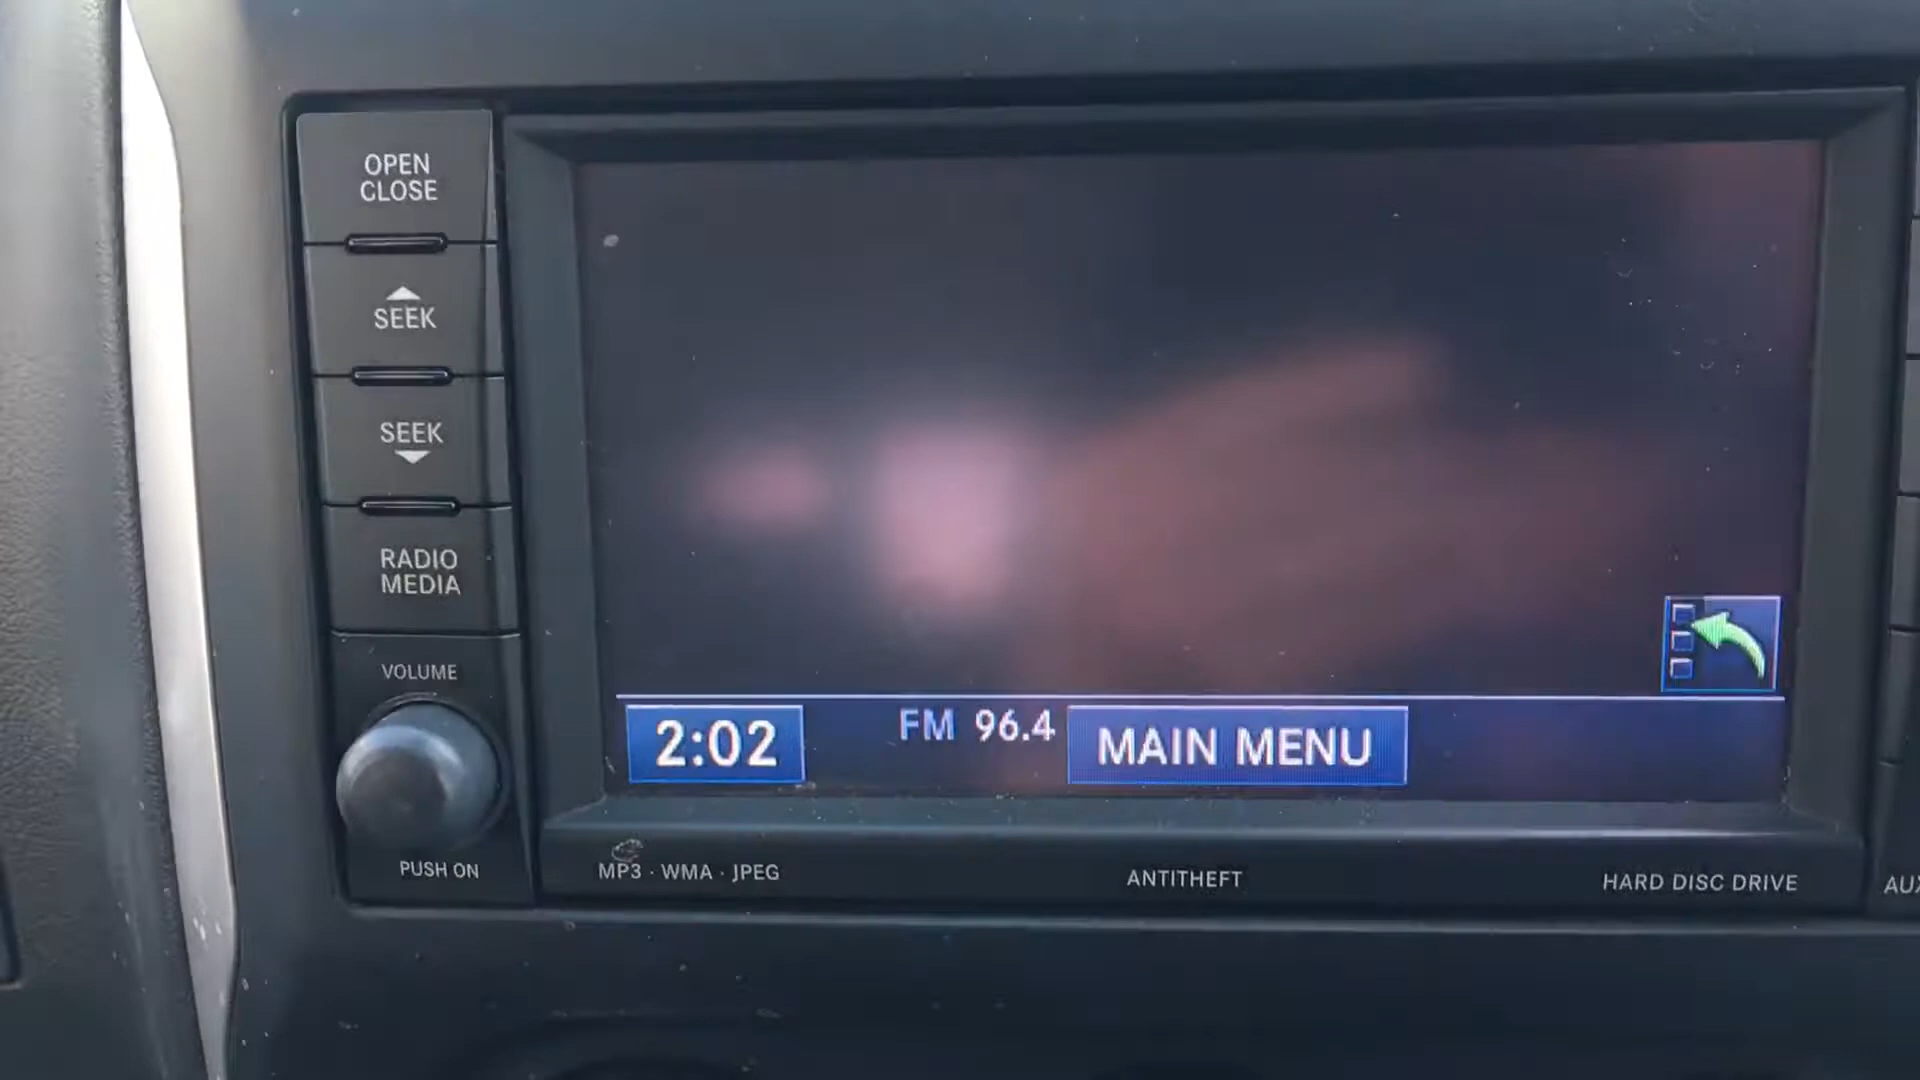 OPEN
CLOSE
SEEK
SEEK
RADIO
MEDIA
VOLUME
PUSH ON
2:02
FM 96.4
MAIN MENU
MP3 · WMA · JPEG
ANTITHEFT
HARD DISC DRIVE